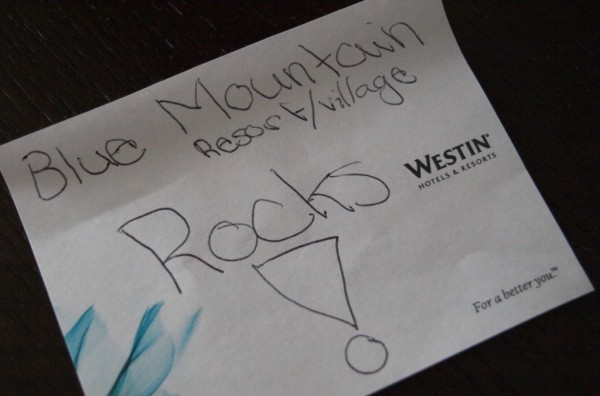 Blue Mountain
Resort/village
Rocks
!
WESTIN®
HOTELS & RESORTS
For a better you.™